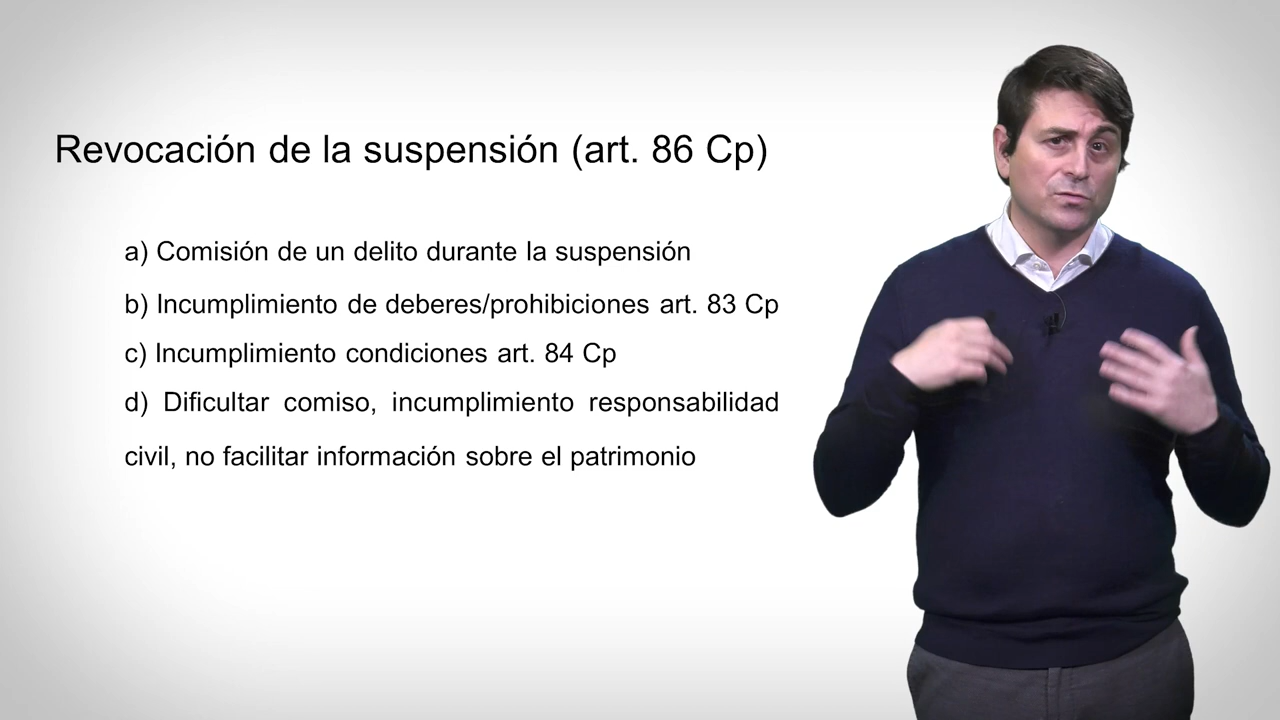 Revocación de la suspensión (art. 86 Cp)
a) Comisión de un delito durante la suspensión
b) Incumplimiento de deberes/prohibiciones art. 83 Cp
c) Incumplimiento condiciones art. 84 Cp
d) Dificultar comiso, incumplimiento responsabilidad
civil, no facilitar información sobre el patrimonio